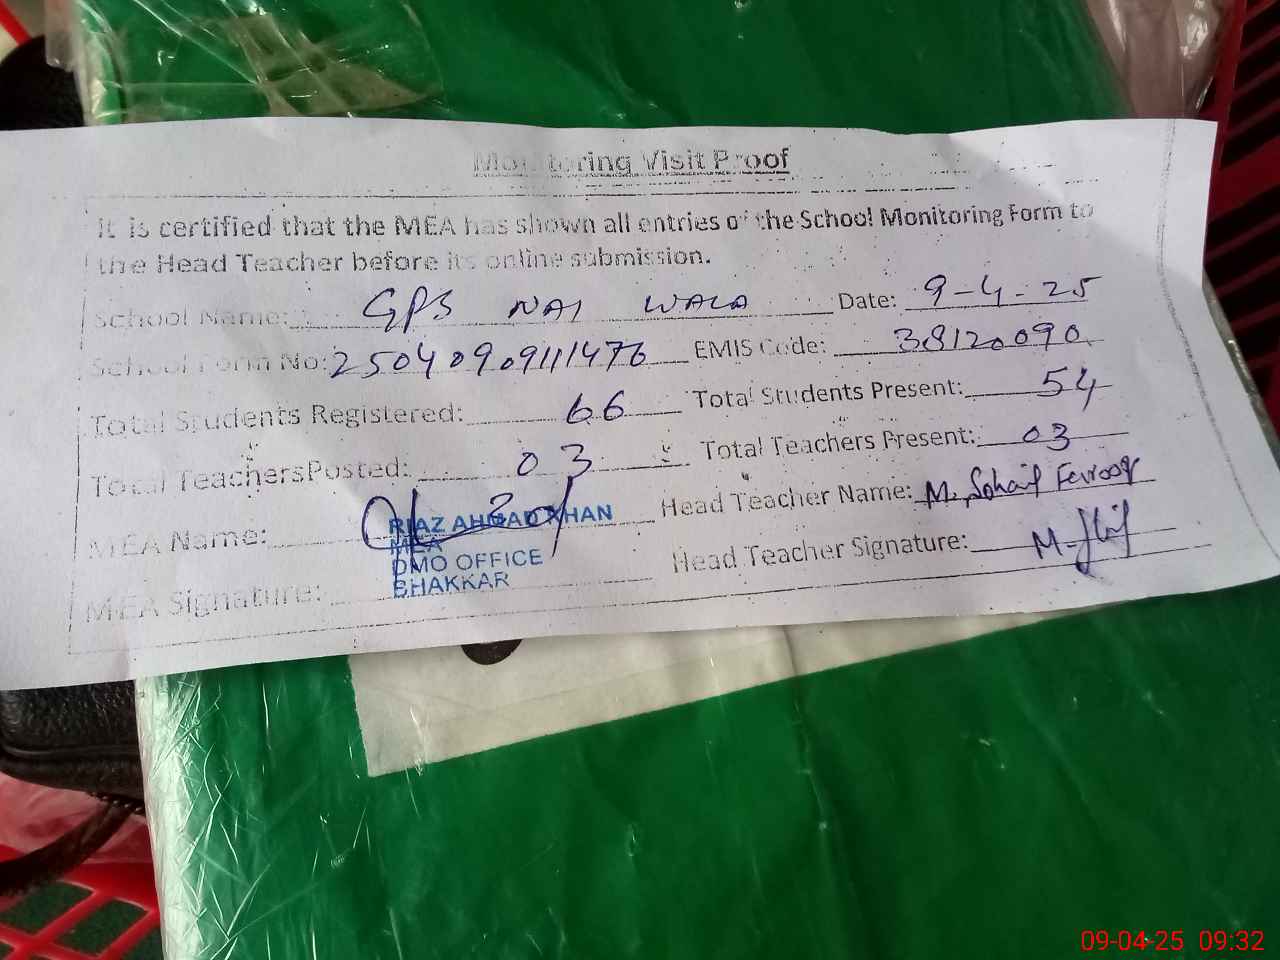 Monitoring Visit Proof
It is certified that the MEA has shown all entries of the School Monitoring Form to
the Head Teacher before its online submission.
School Name: GPS NAI WALA Date: 9-4-25
School Form No: 25040909111476 EMIS Code: 38120090
Total Students Registered: 66 Total Students Present: 54
Total Teachers Posted: 03 Total Teachers Present: 03
MEA Name: RIAZ AHMAD KHAN Head Teacher Name: M. Sohaif Farooq
MEA
DMO OFFICE
BHAKKAR
MEA Signature: Head Teacher Signature:
09-04-25 09:32